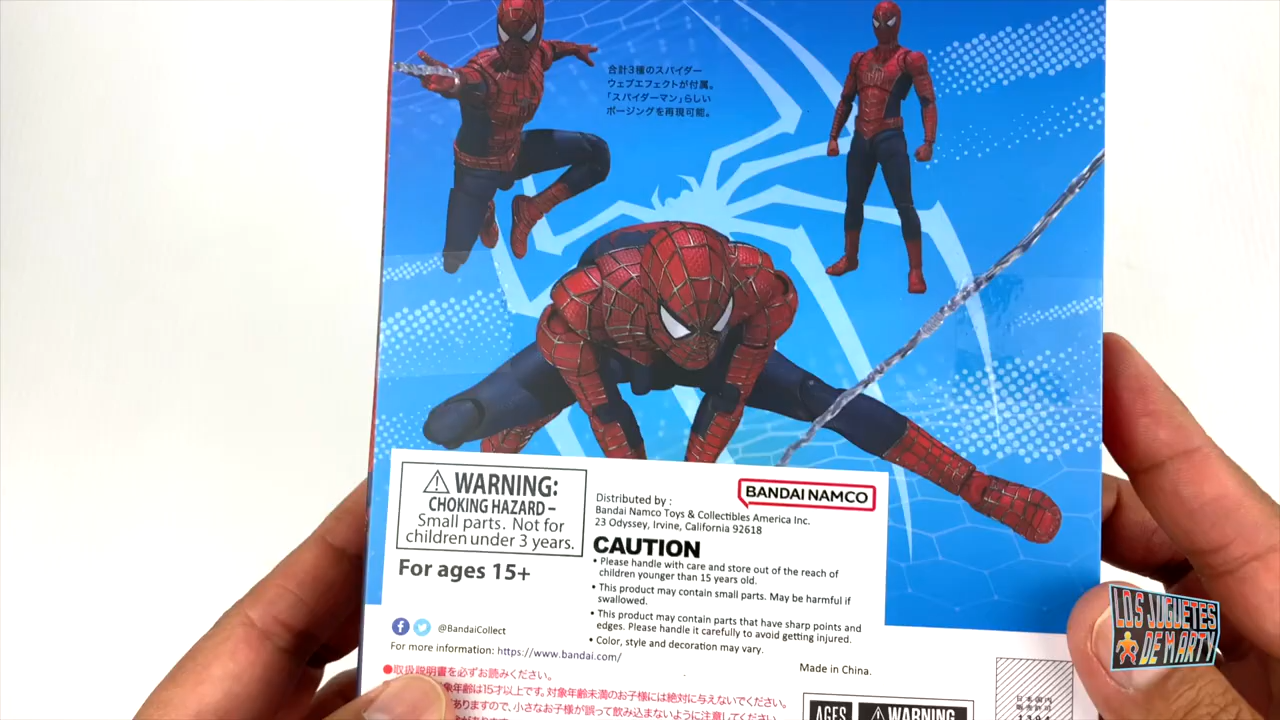 合計3種のスパイダー
ウェブエフェクトが付属。
「スパイダーマン」らしい
ポージングを再現可能。
WARNING:
CHOKING HAZARD –
Small parts. Not for
children under 3 years.
For ages 15+
@BandaiCollect
For more information: https://www.bandai.com/
Distributed by :
BANDAI NAMCO
Bandai Namco Toys & Collectibles America Inc.
23 Odyssey, Irvine, California 92618
CAUTION
• Please handle with care and store out of the reach of
children younger than 15 years old.
• This product may contain small parts. May be harmful if
swallowed.
• This product may contain parts that have sharp points and
edges. Please handle it carefully to avoid getting injured.
• Color, style and decoration may vary.
Made in China.
●取扱説明書を必ずお読みください。
象年齢は15才以上です。対象年齢未満のお子様には絶対に与えないでください。
ありますので、小さなお子様が誤って飲み込まないように注意してください
AGES
WARNING
日本国内
販売許可
LOS JUGUETES
DE MARTY